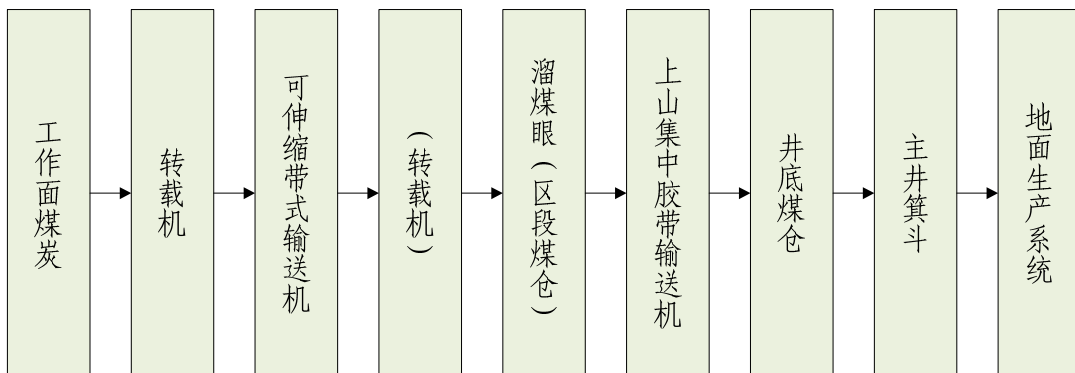 工作面煤炭
转载机
可伸缩带式输送机
（转载机）
溜煤眼（区段煤仓）
上山集中胶带输送机
井底煤仓
主井箕斗
地面生产系统